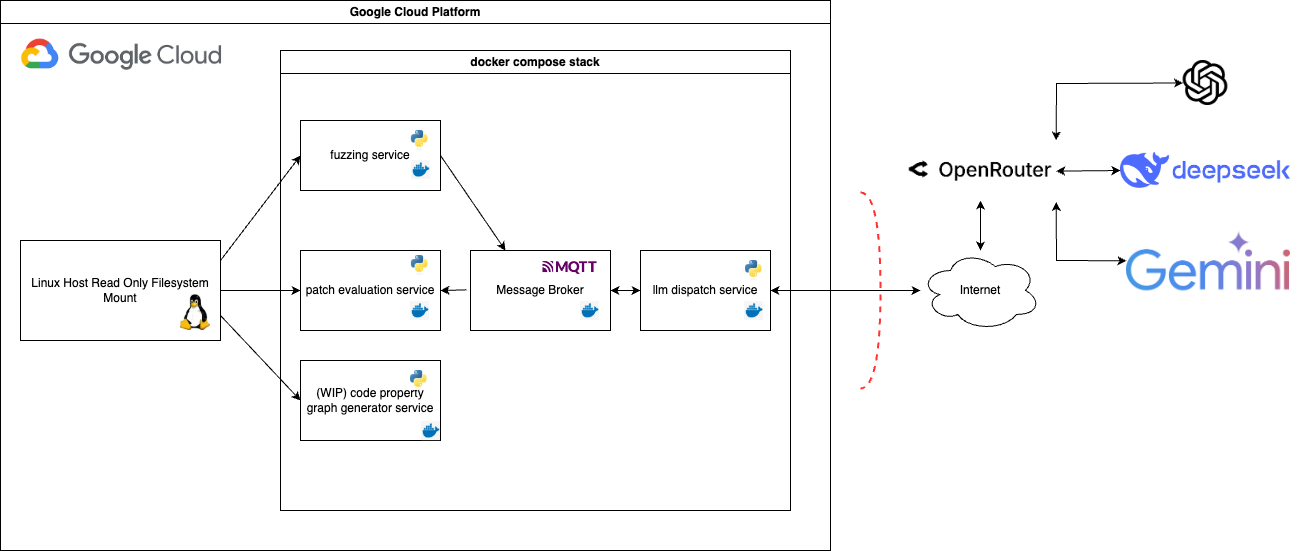 Google Cloud Platform
Google Cloud
docker compose stack
fuzzing service
OpenRouter
deepseek
Linux Host Read Only Filesystem
Mount
patch evaluation service
MQTT
Message Broker
llm dispatch service
Internet
Gemini
(WIP) code property
graph generator service